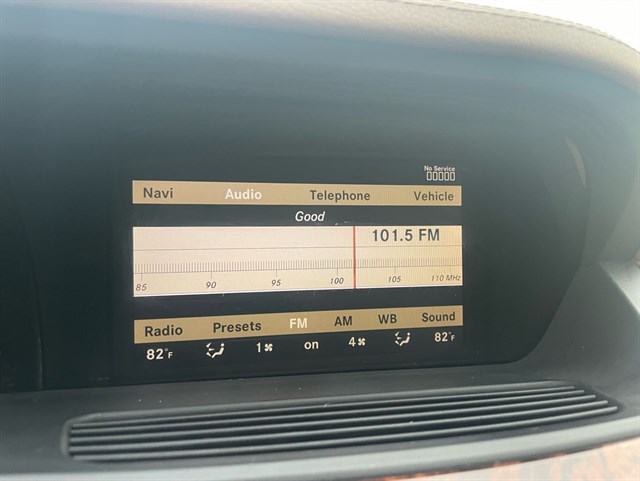 No Service
00000
Navi Audio Telephone Vehicle
Good
101.5 FM
85 90 95 100 105 110 MHz
Radio Presets FM AM WB Sound
82°F 1 on 4 82°F